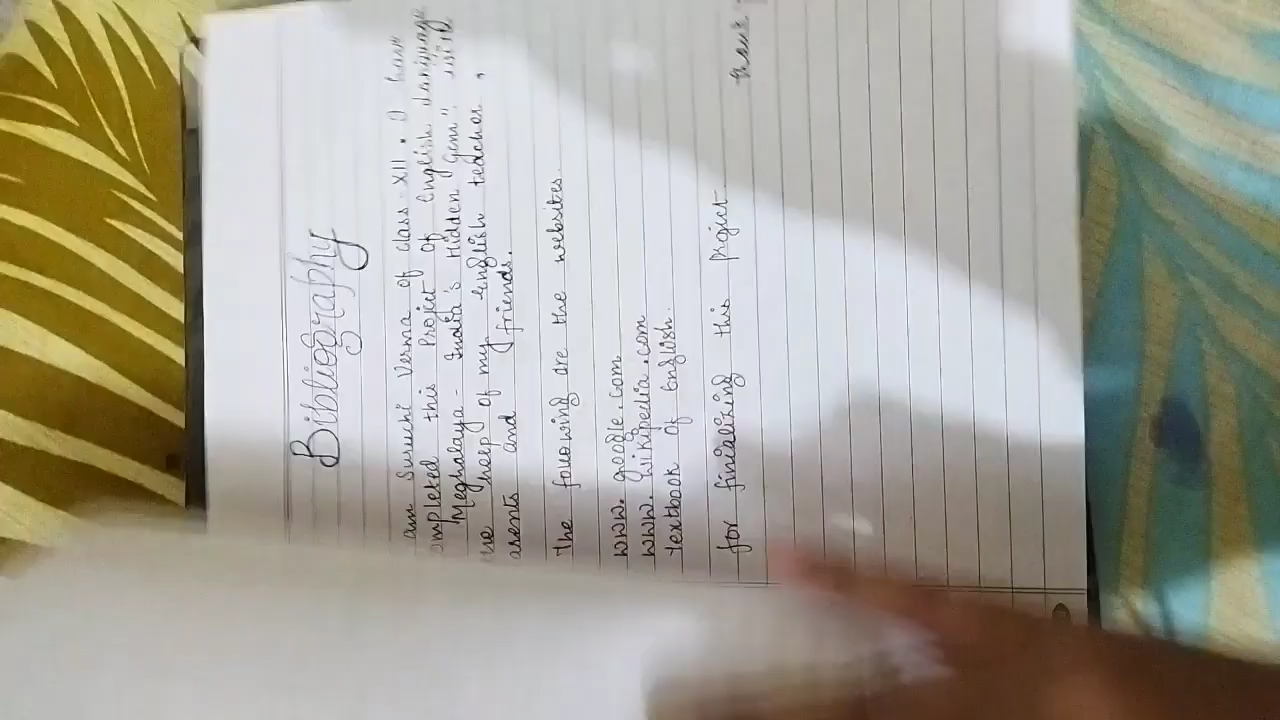 Bibliography
am Suruchi Verma of class - XII. I have
ompleted this Project of English Language
"Meghalaya - India's Hidden Gem" with
he help of my English teacher,
arents and friends.
The following are the websites
www. google.com
www. wikipedia.com
textbook of English.
for finialising this project